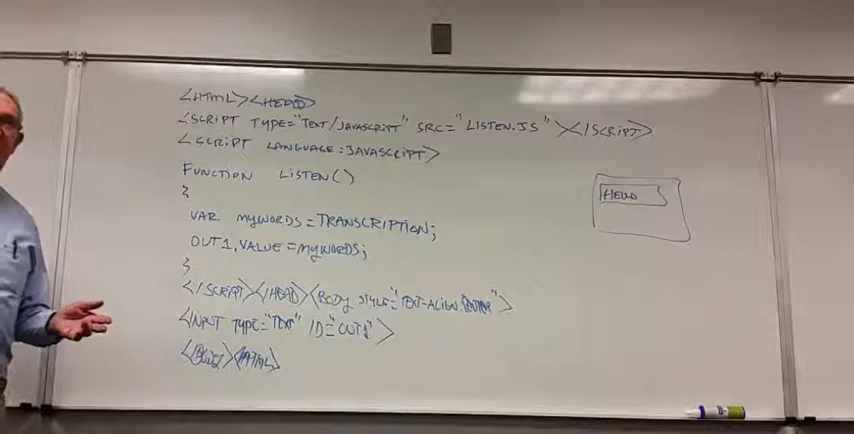 <HTML><HEAD>
<SCRIPT TYPE="TEXT/JAVASCRIPT" SRC="LISTEN.JS"></SCRIPT>
<SCRIPT LANGUAGE=JAVASCRIPT>
FUNCTION LISTEN()
{
VAR MYWORDS=TRANSCRIPTION;
OUT1.VALUE=MYWORDS;
}
</SCRIPT></HEAD><BODY STYLE="TEXT-ALIGN:CENTER">
<INPUT TYPE="TEXT" ID="OUT1">
</BODY></HTML>
HELLO